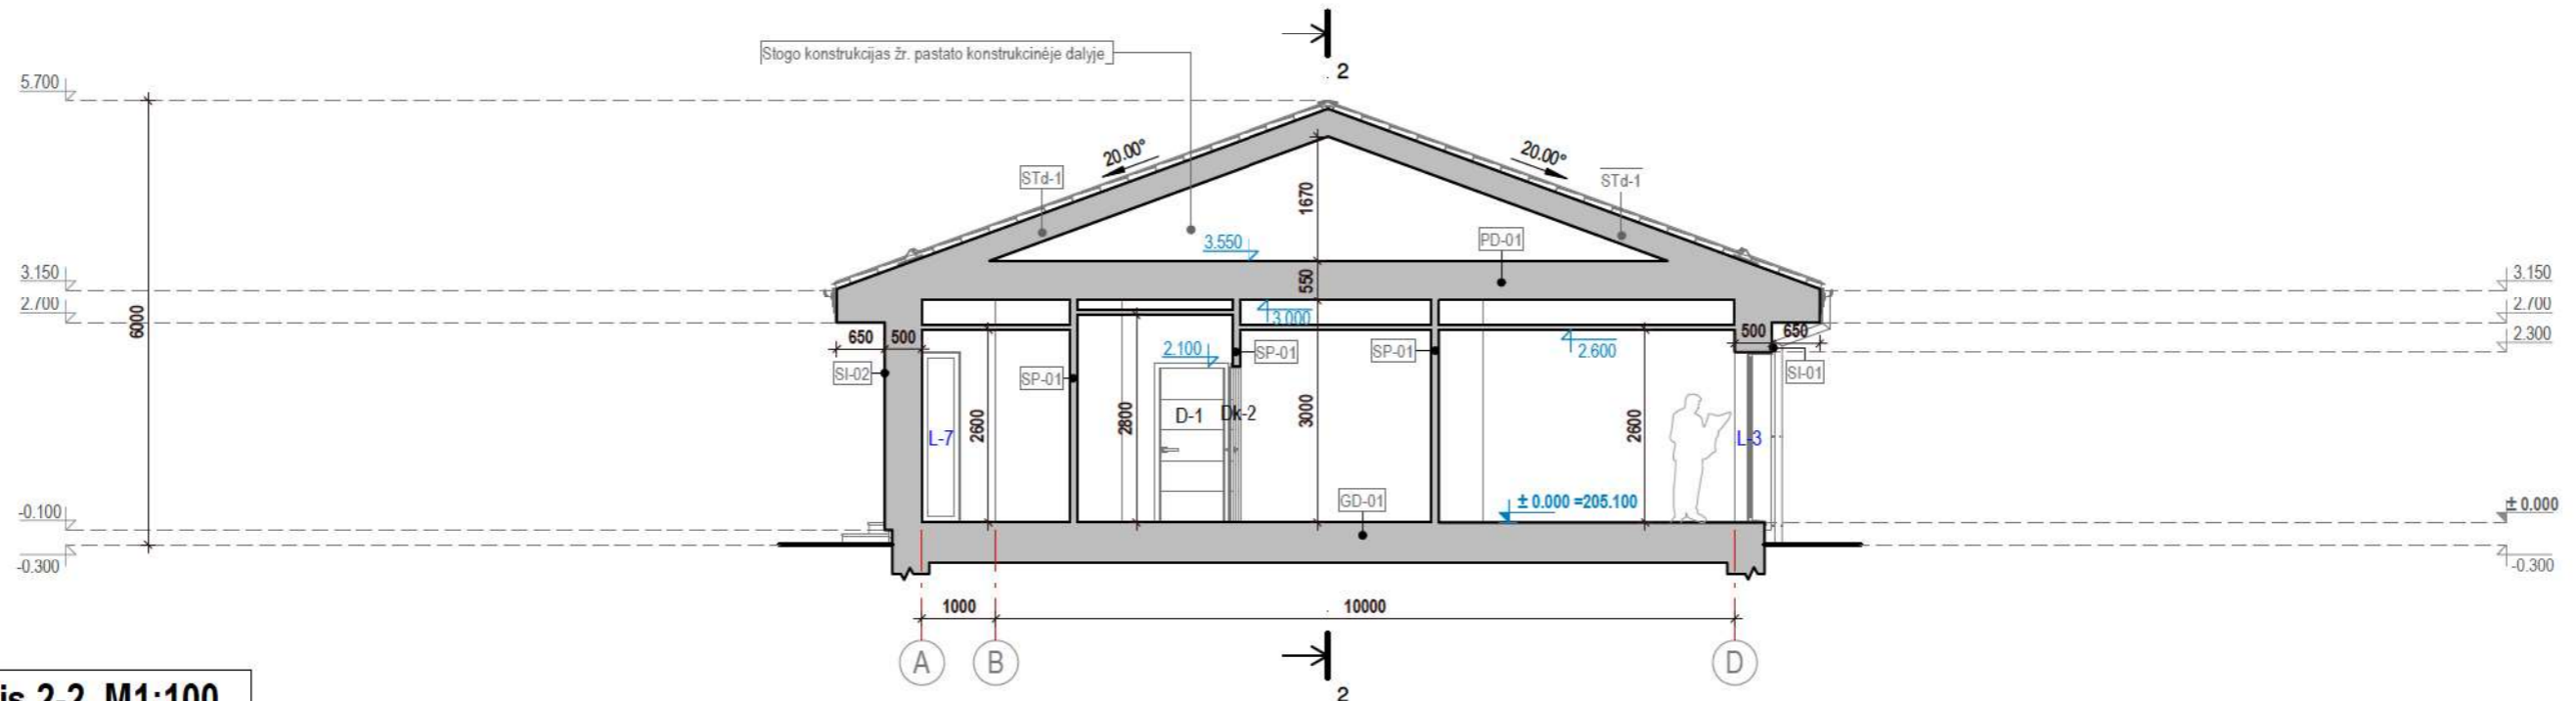 2
Stogo konstrukcijas žr. pastato konstrukcinėje dalyje
5.700
20.00°
20.00°
STd-1
STd-1
1670
3.550
PD-01
3.150
3.150
550
2.700
2.700
3.000
6000
650
500
500
650
2.300
2.100
SP-01
SP-01
2.600
SI-02
SP-01
SI-01
D-1
Dk-2
L-7
2600
2800
3000
2600
L-3
GD-01
± 0.000 =205.100
± 0.000
-0.100
-0.300
-0.300
1000
10000
A
B
D
2
2-2 M1:100